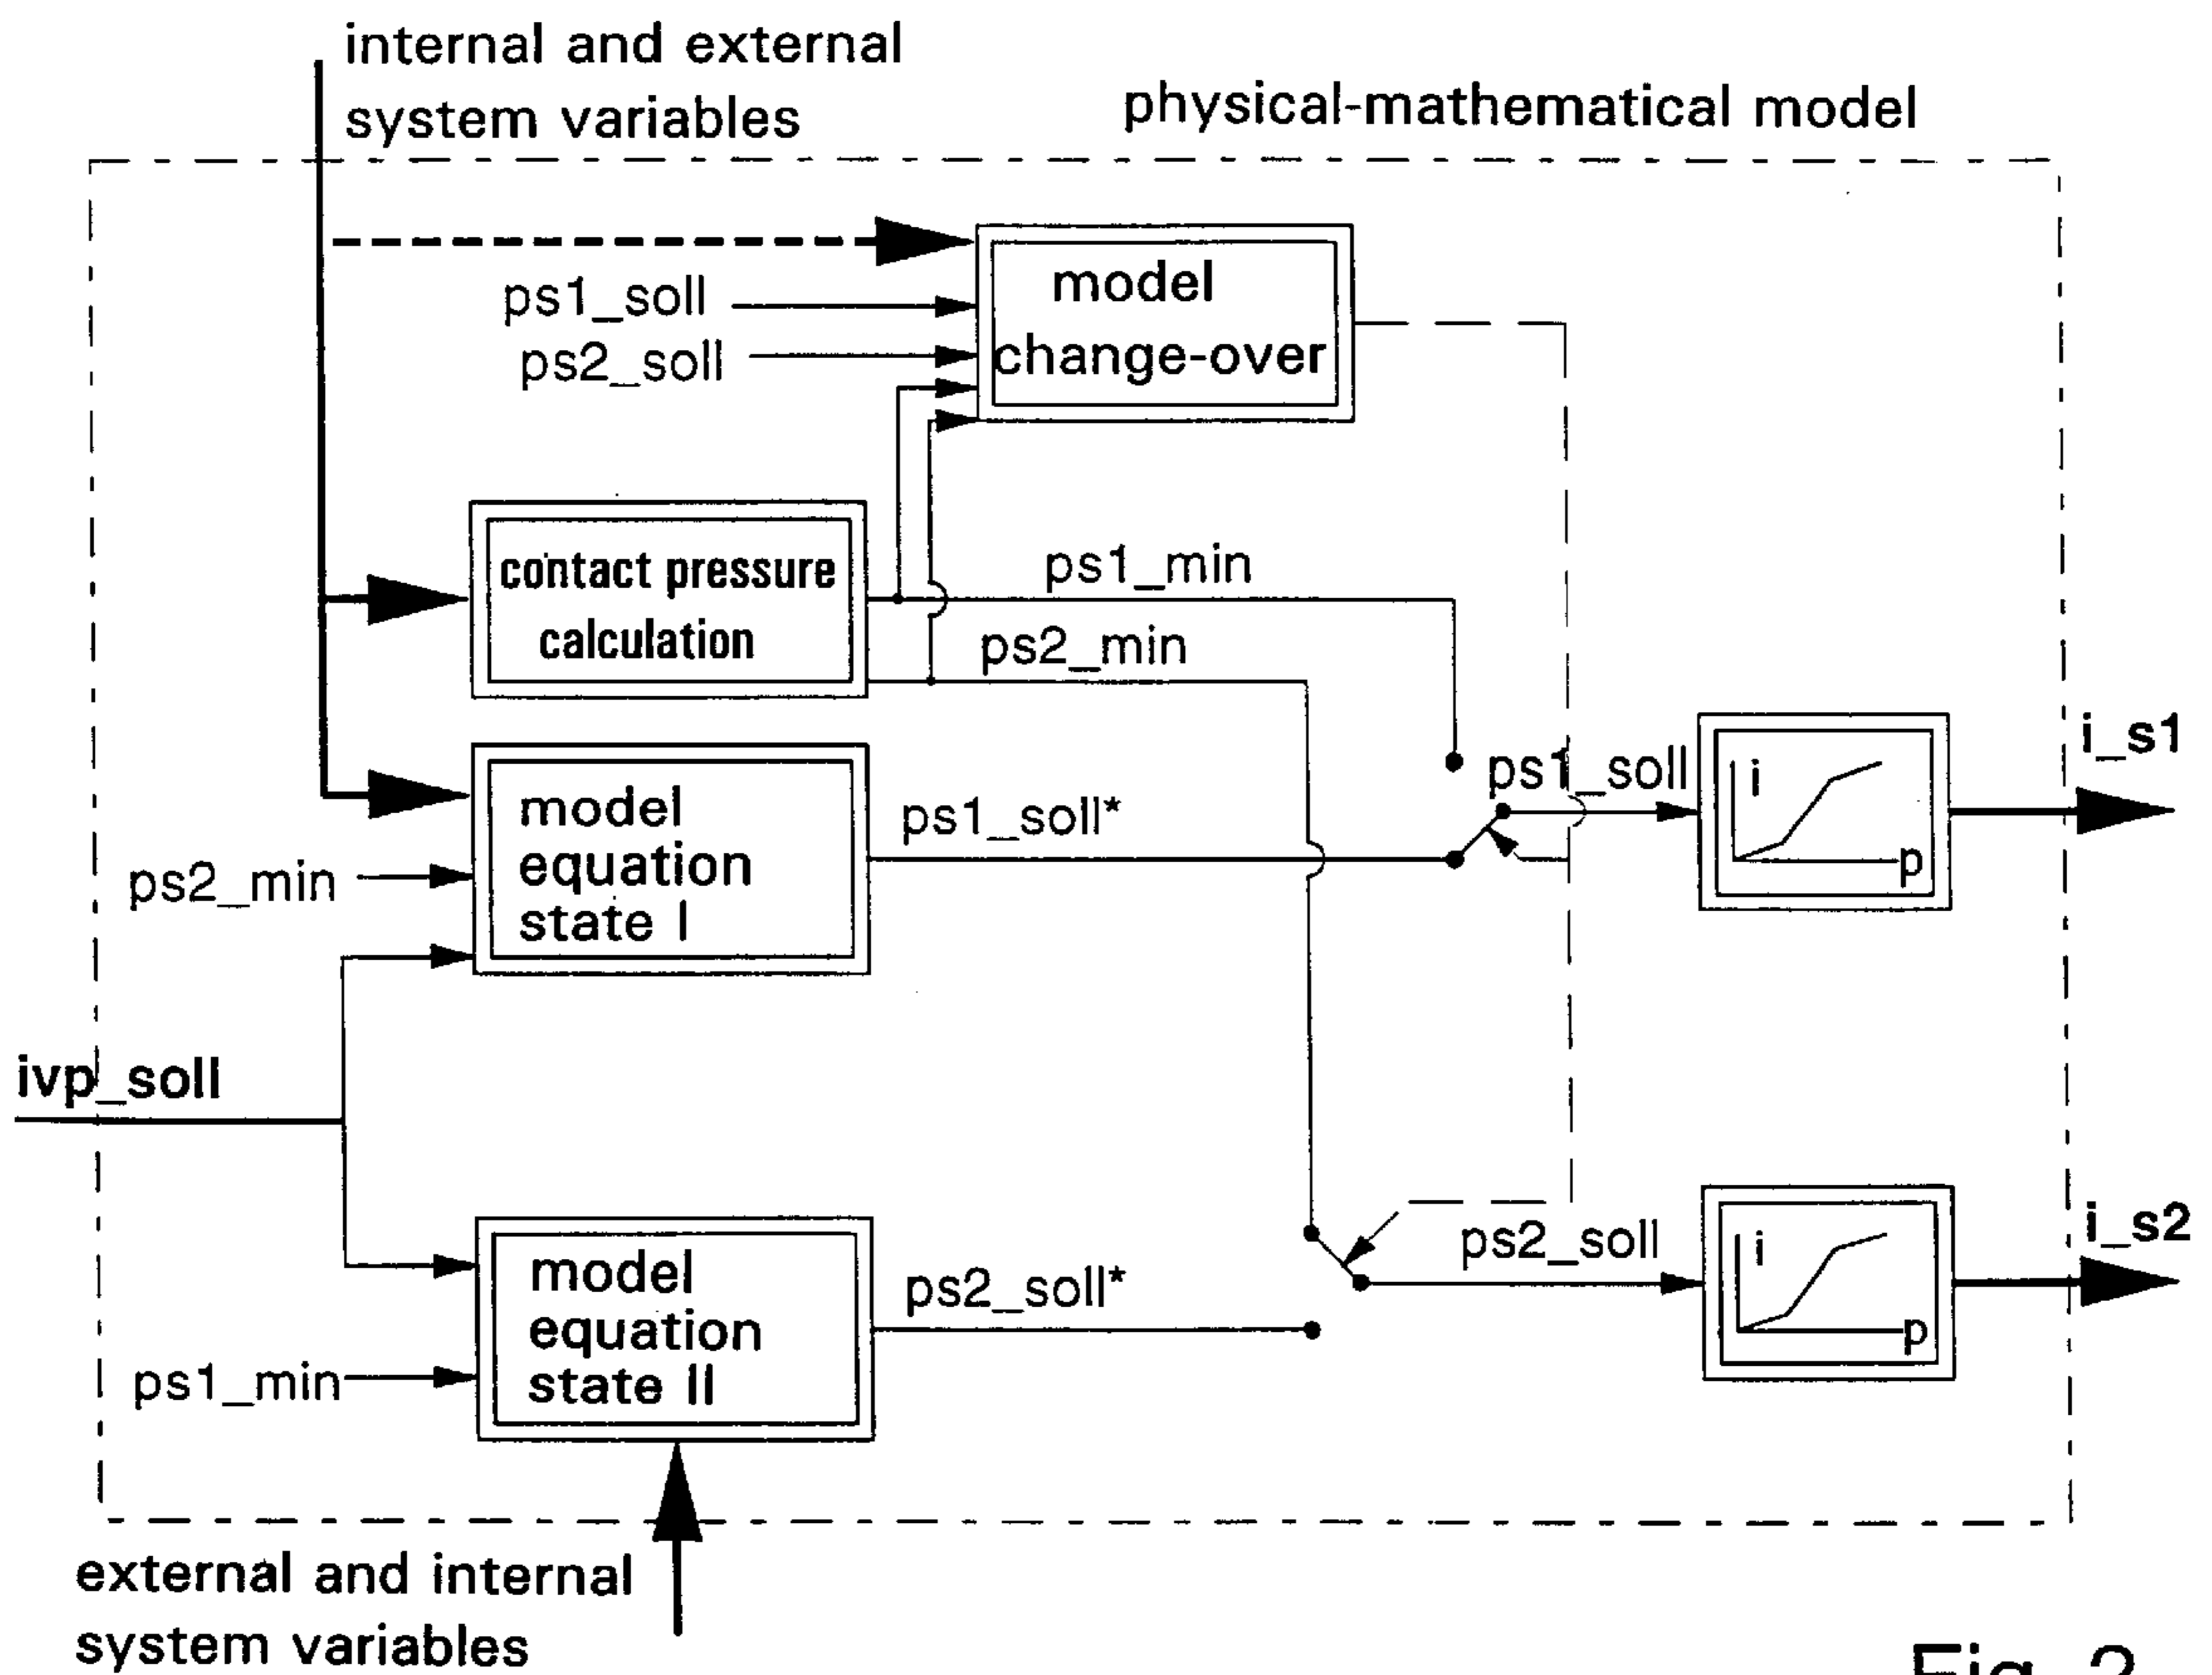 internal and external
system variables
physical-mathematical model
ps1_soll
ps2_soll
model
change-over
contact pressure
calculation
ps1_min
ps2_min
model
equation
state I
ps2_min
ps1_soll*
ps1_soll
i
p
i_s1
ivp_soll
model
equation
state II
ps1_min
ps2_soll*
ps2_soll
i
p
i_s2
external and internal
system variables
Fig. 2